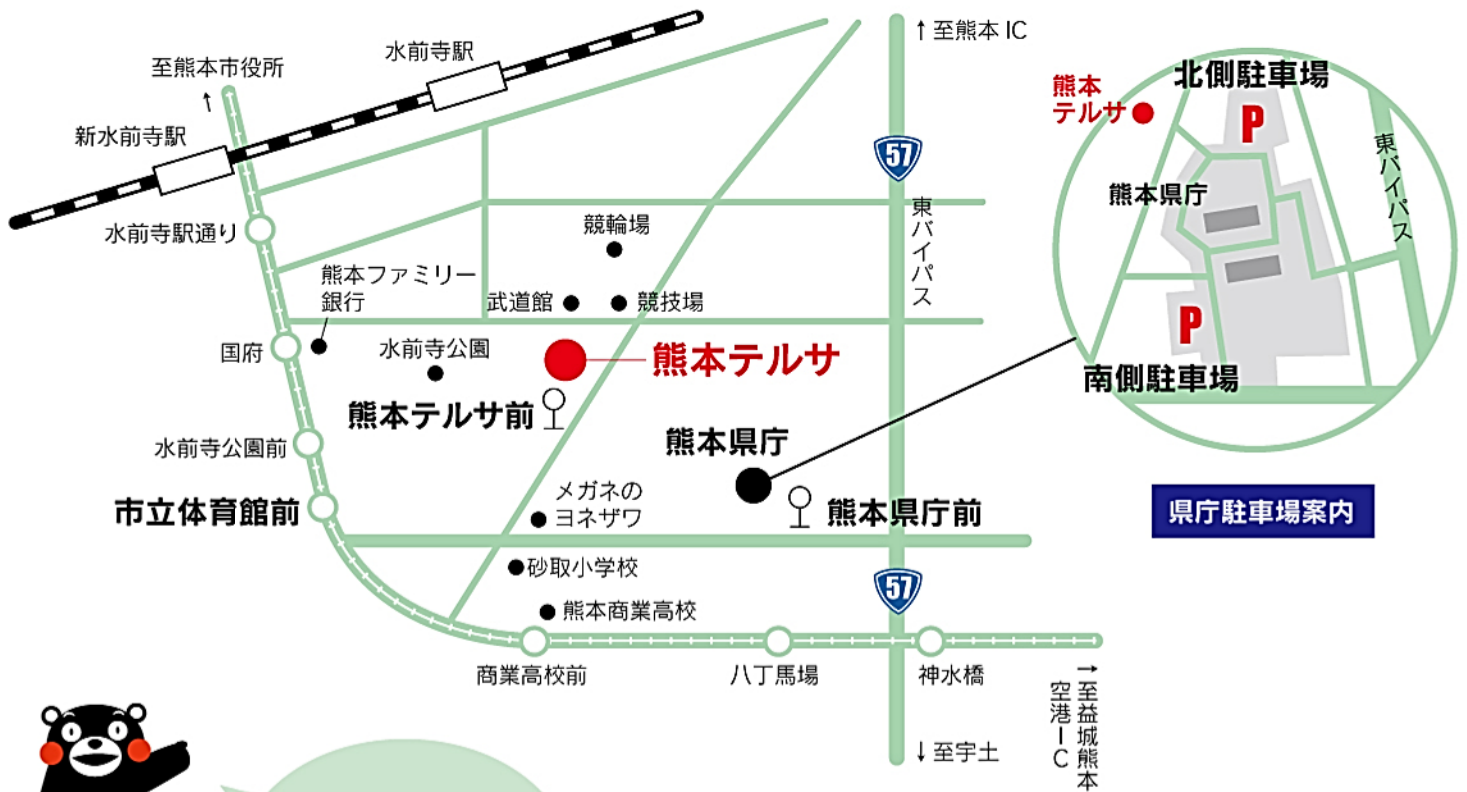 ↑至熊本IC
水前寺駅
至熊本市役所
↑
新水前寺駅
57
水前寺駅通り
東バイパス
競輪場
熊本ファミリー
銀行
武道館
競技場
国府
水前寺公園
熊本テルサ
熊本テルサ前
水前寺公園前
熊本県庁
市立体育館前
メガネの
ヨネザワ
熊本県庁前
砂取小学校
57
熊本商業高校
商業高校前
八丁馬場
神水橋
→至益城熊本
空港IC
↓至宇土
北側駐車場
熊本
テルサ
P
東バイパス
熊本県庁
P
南側駐車場
県庁駐車場案内